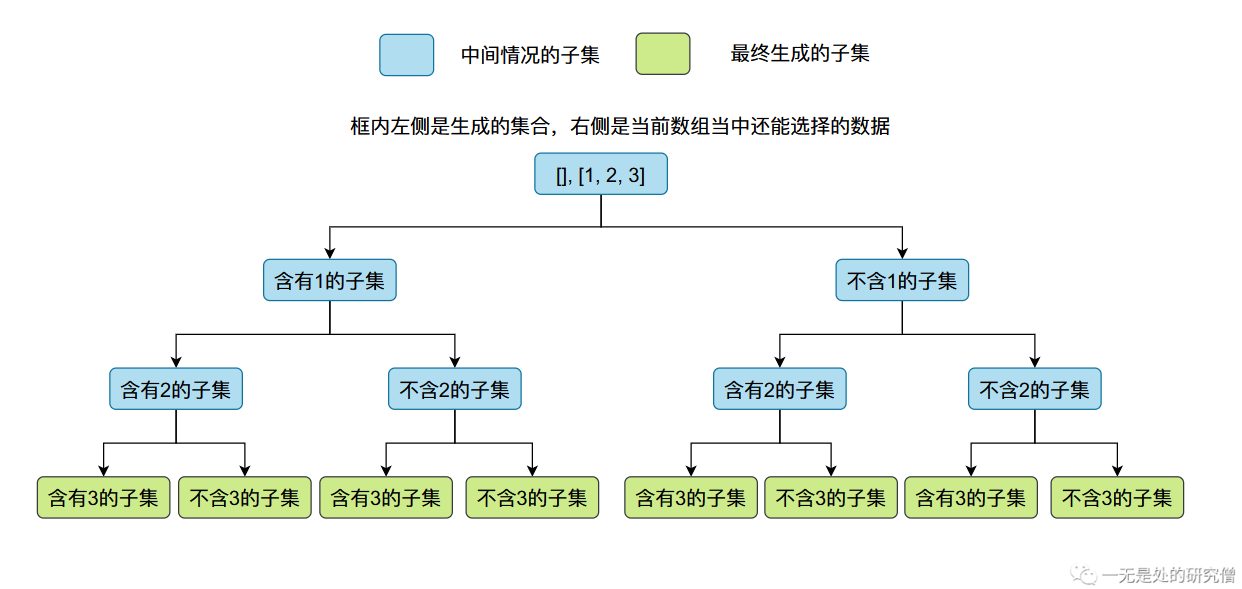 中间情况的子集 最终生成的子集
框内左侧是生成的集合，右侧是当前数组当中还能选择的数据
[], [1, 2, 3]
含有1的子集 不含1的子集
含有2的子集 不含2的子集 含有2的子集 不含2的子集
含有3的子集 不含3的子集 含有3的子集 不含3的子集 含有3的子集 不含3的子集 含有3的子集 不含3的子集
一无是处的研究僧